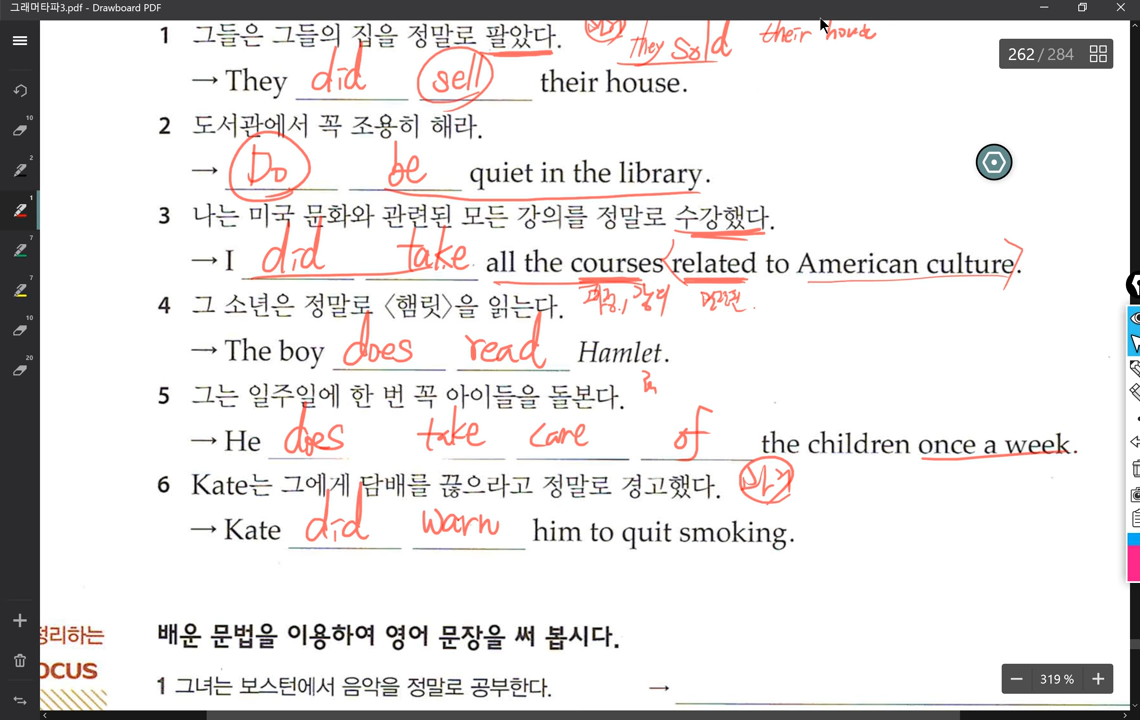 그래머타파3.pdf - Drawboard PDF
262 / 284
1 그들은 그들의 집을 정말로 팔았다. They sold their house
→ They did sell their house.
2 도서관에서 꼭 조용히 해라.
→ Do be quiet in the library.
3 나는 미국 문화와 관련된 모든 강의를 정말로 수강했다.
→ I did take all the courses related to American culture.
4 그 소년은 정말로 〈햄릿〉을 읽는다.
→ The boy does read Hamlet.
5 그는 일주일에 한 번 꼭 아이들을 돌본다.
→ He does take care of the children once a week.
6 Kate는 그에게 담배를 끊으라고 정말로 경고했다.
→ Kate did warn him to quit smoking.
정리하는
OCUS
배운 문법을 이용하여 영어 문장을 써 봅시다.
1 그녀는 보스턴에서 음악을 정말로 공부한다. →
319 %
10
2
1
7
7
10
20